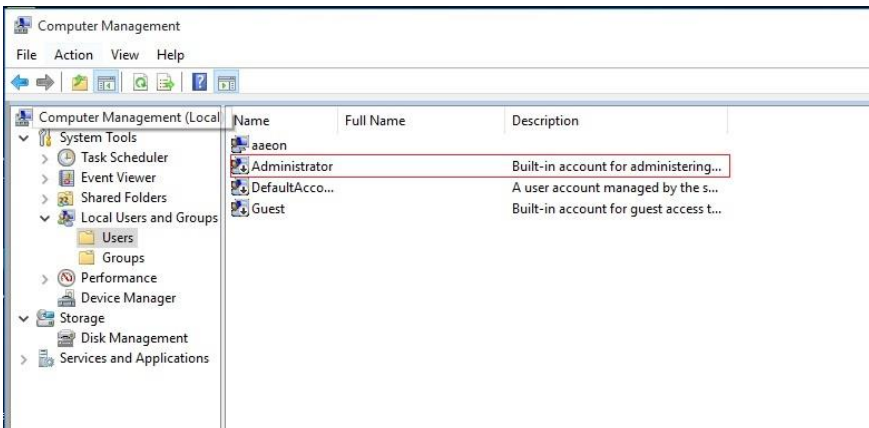 Computer Management
File Action View Help
Computer Management (Local
System Tools
Task Scheduler
Event Viewer
Shared Folders
Local Users and Groups
Users
Groups
Performance
Device Manager
Storage
Disk Management
Services and Applications
Name Full Name Description
aaeon
Administrator Built-in account for administering...
DefaultAcco... A user account managed by the s...
Guest Built-in account for guest access t...